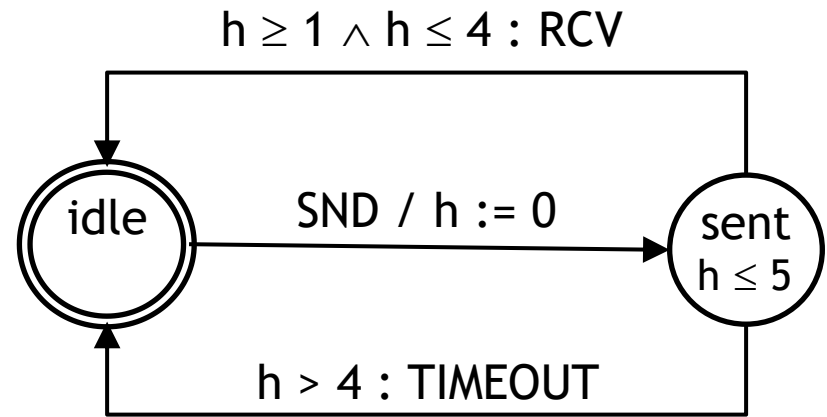 h ≥ 1 ∧ h ≤ 4 : RCV
idle
SND / h := 0
sent
h ≤ 5
h > 4 : TIMEOUT